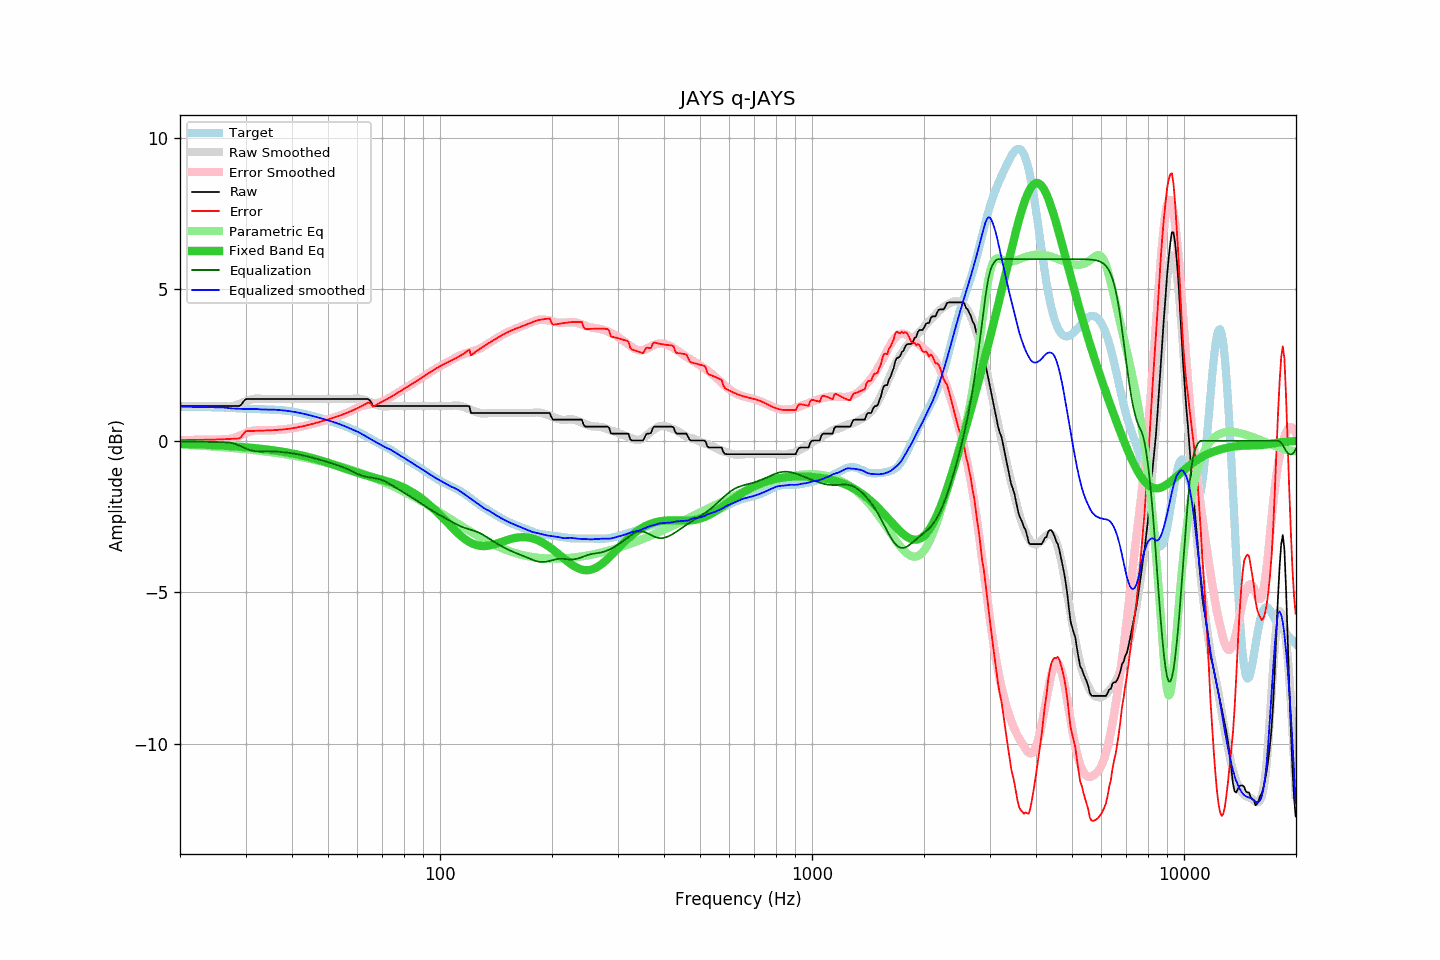 JAYS q-JAYS
Target
Raw Smoothed
Error Smoothed
Raw
Error
Parametric Eq
Fixed Band Eq
Equalization
Equalized smoothed
10
5
0
−5
−10
Amplitude (dBr)
100
1000
10000
Frequency (Hz)